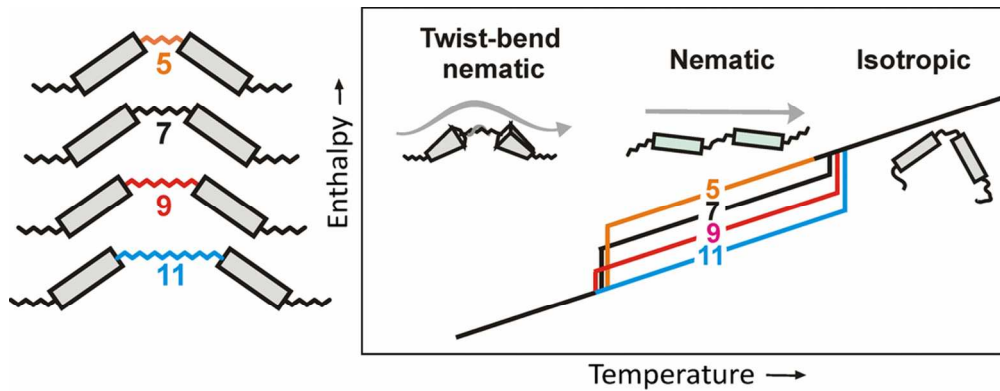 5
7
9
11
Enthalpy →
Twist-bend
nematic
Nematic
Isotropic
5
7
9
11
Temperature →